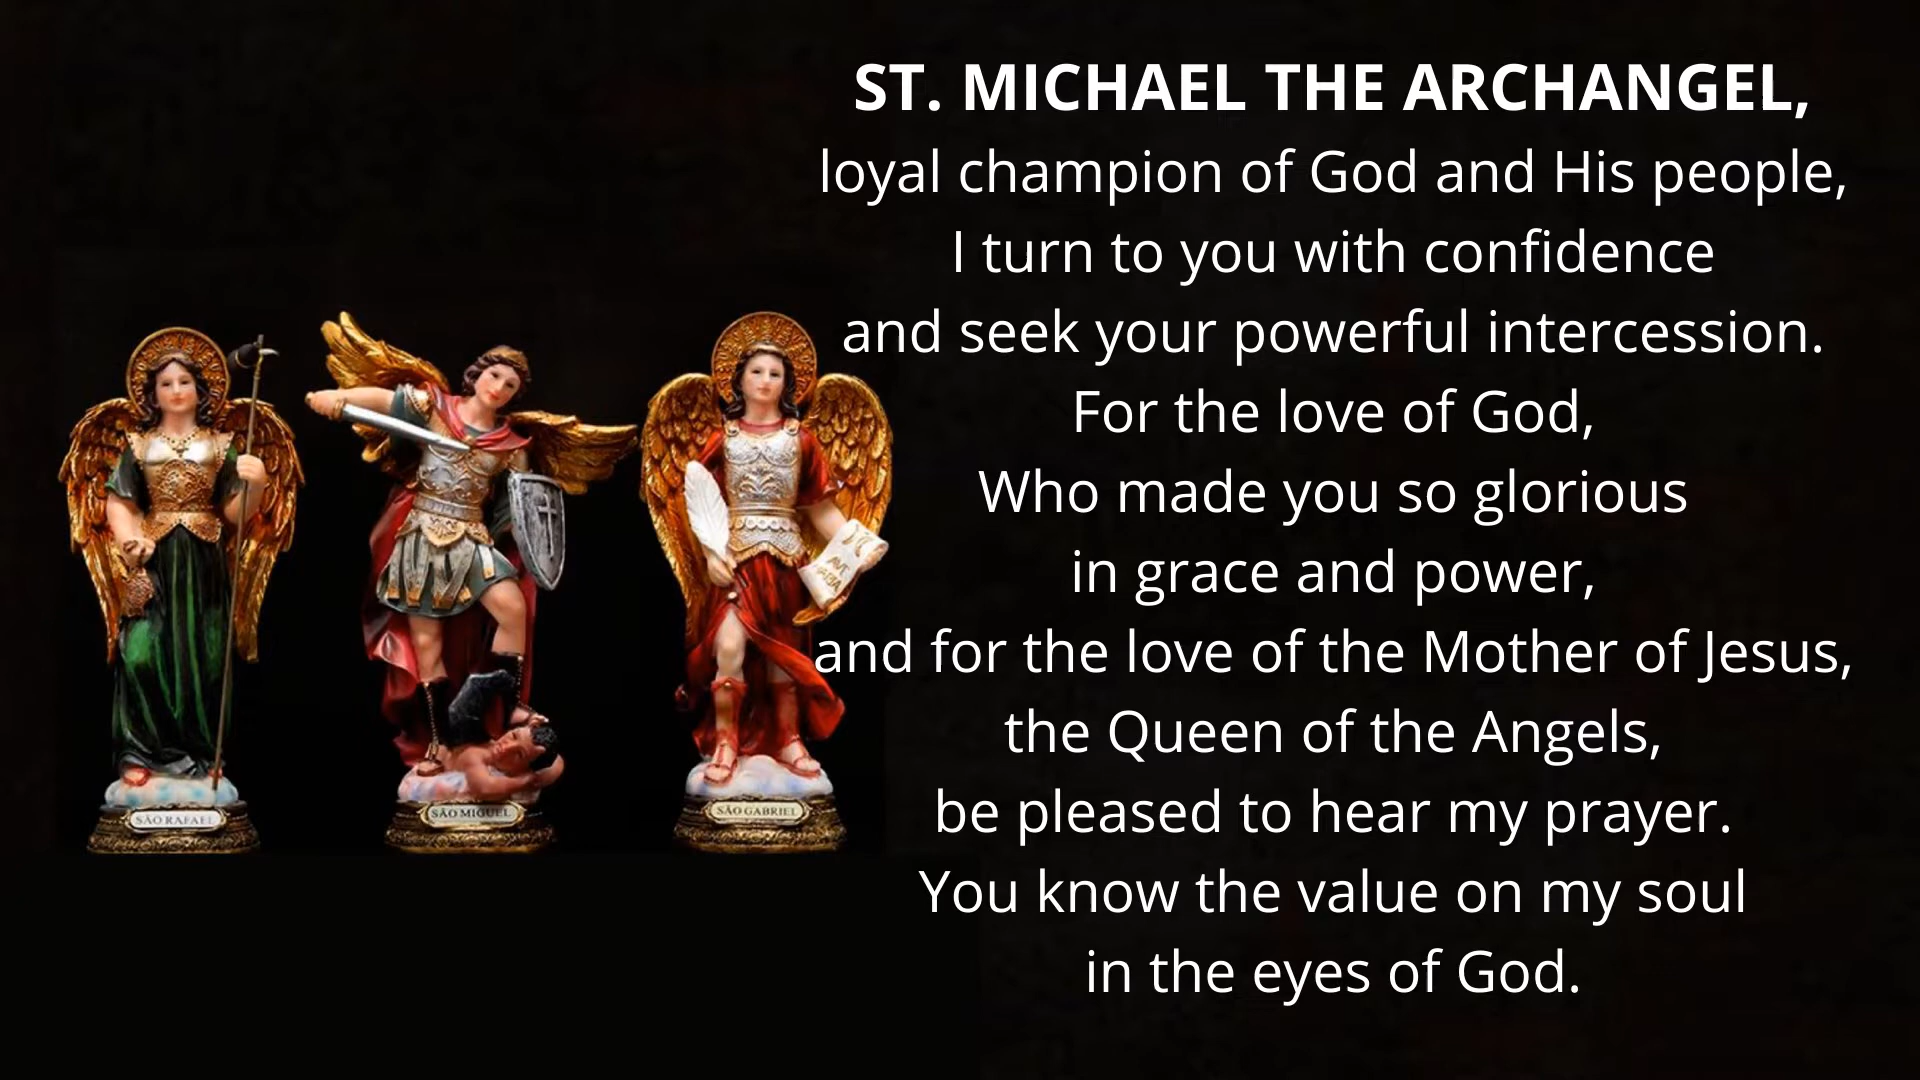 ST. MICHAEL THE ARCHANGEL,
loyal champion of God and His people,
I turn to you with confidence
and seek your powerful intercession.
For the love of God,
Who made you so glorious
in grace and power,
and for the love of the Mother of Jesus,
the Queen of the Angels,
be pleased to hear my prayer.
You know the value on my soul
in the eyes of God.
SÃO RAFAEL
SÃO MIGUEL
SÃO GABRIEL